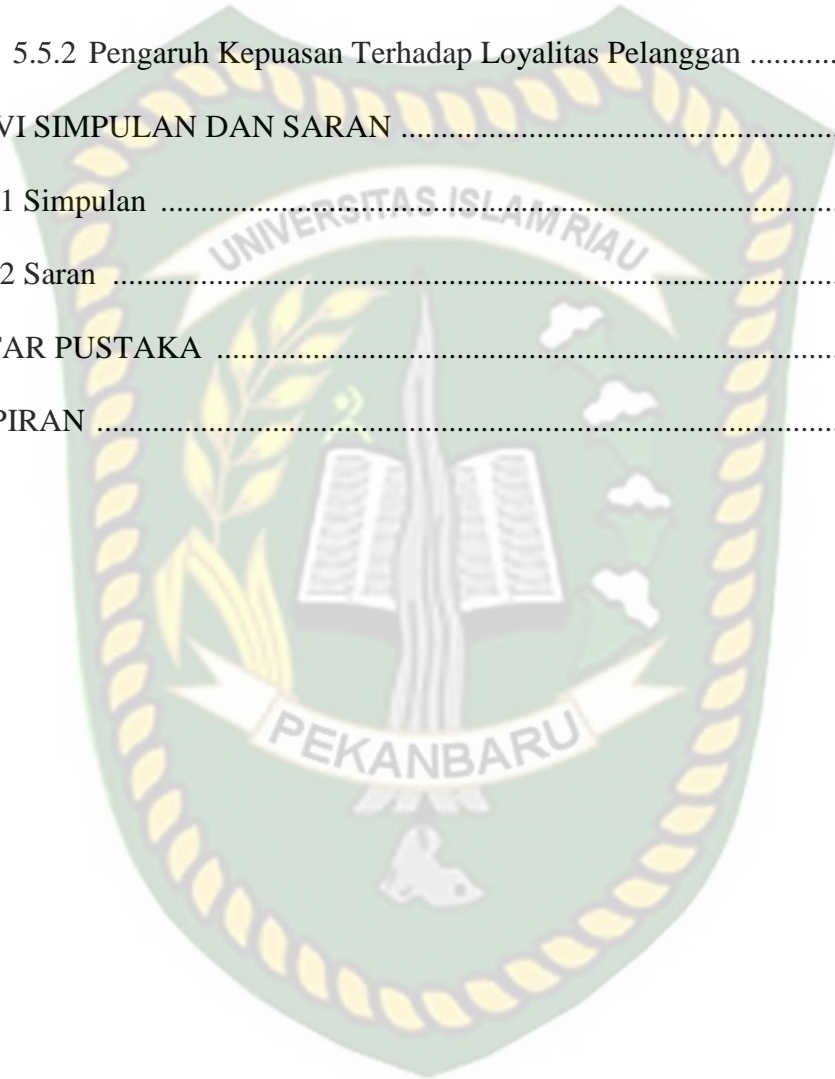 5.5.2 Pengaruh Kepuasan Terhadap Loyalitas Pelanggan ...........
VI SIMPULAN DAN SARAN ........................................................
1 Simpulan .....................................................................................
UNIVERSITAS ISLAM RIAU
2 Saran ...........................................................................................
TAR PUSTAKA ..............................................................................
PIRAN .............................................................................................
PEKANBARU